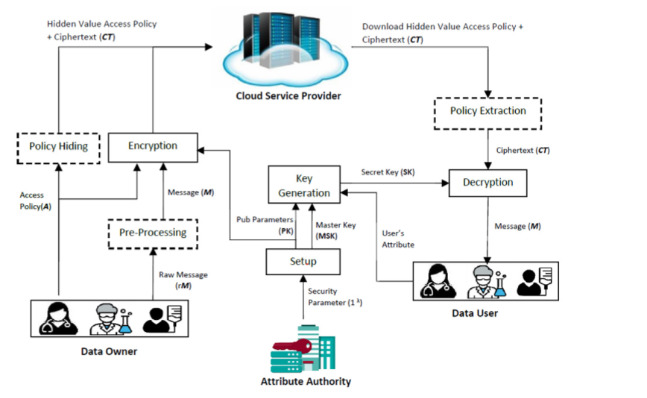 Hidden Value Access Policy
+ Ciphertext (CT)
Download Hidden Value Access Policy +
Ciphertext (CT)
Cloud Service Provider
Policy Extraction
Policy Hiding
Encryption
Ciphertext (CT)
Secret Key (SK)
Key
Generation
Decryption
Access
Policy(A)
Message (M)
Pub Parameters
(PK)
Master Key
(MSK)
User's
Attribute
Message (M)
Pre-Processing
Setup
Raw Message
(rM)
Security
Parameter (1 λ)
Data User
Data Owner
Attribute Authority